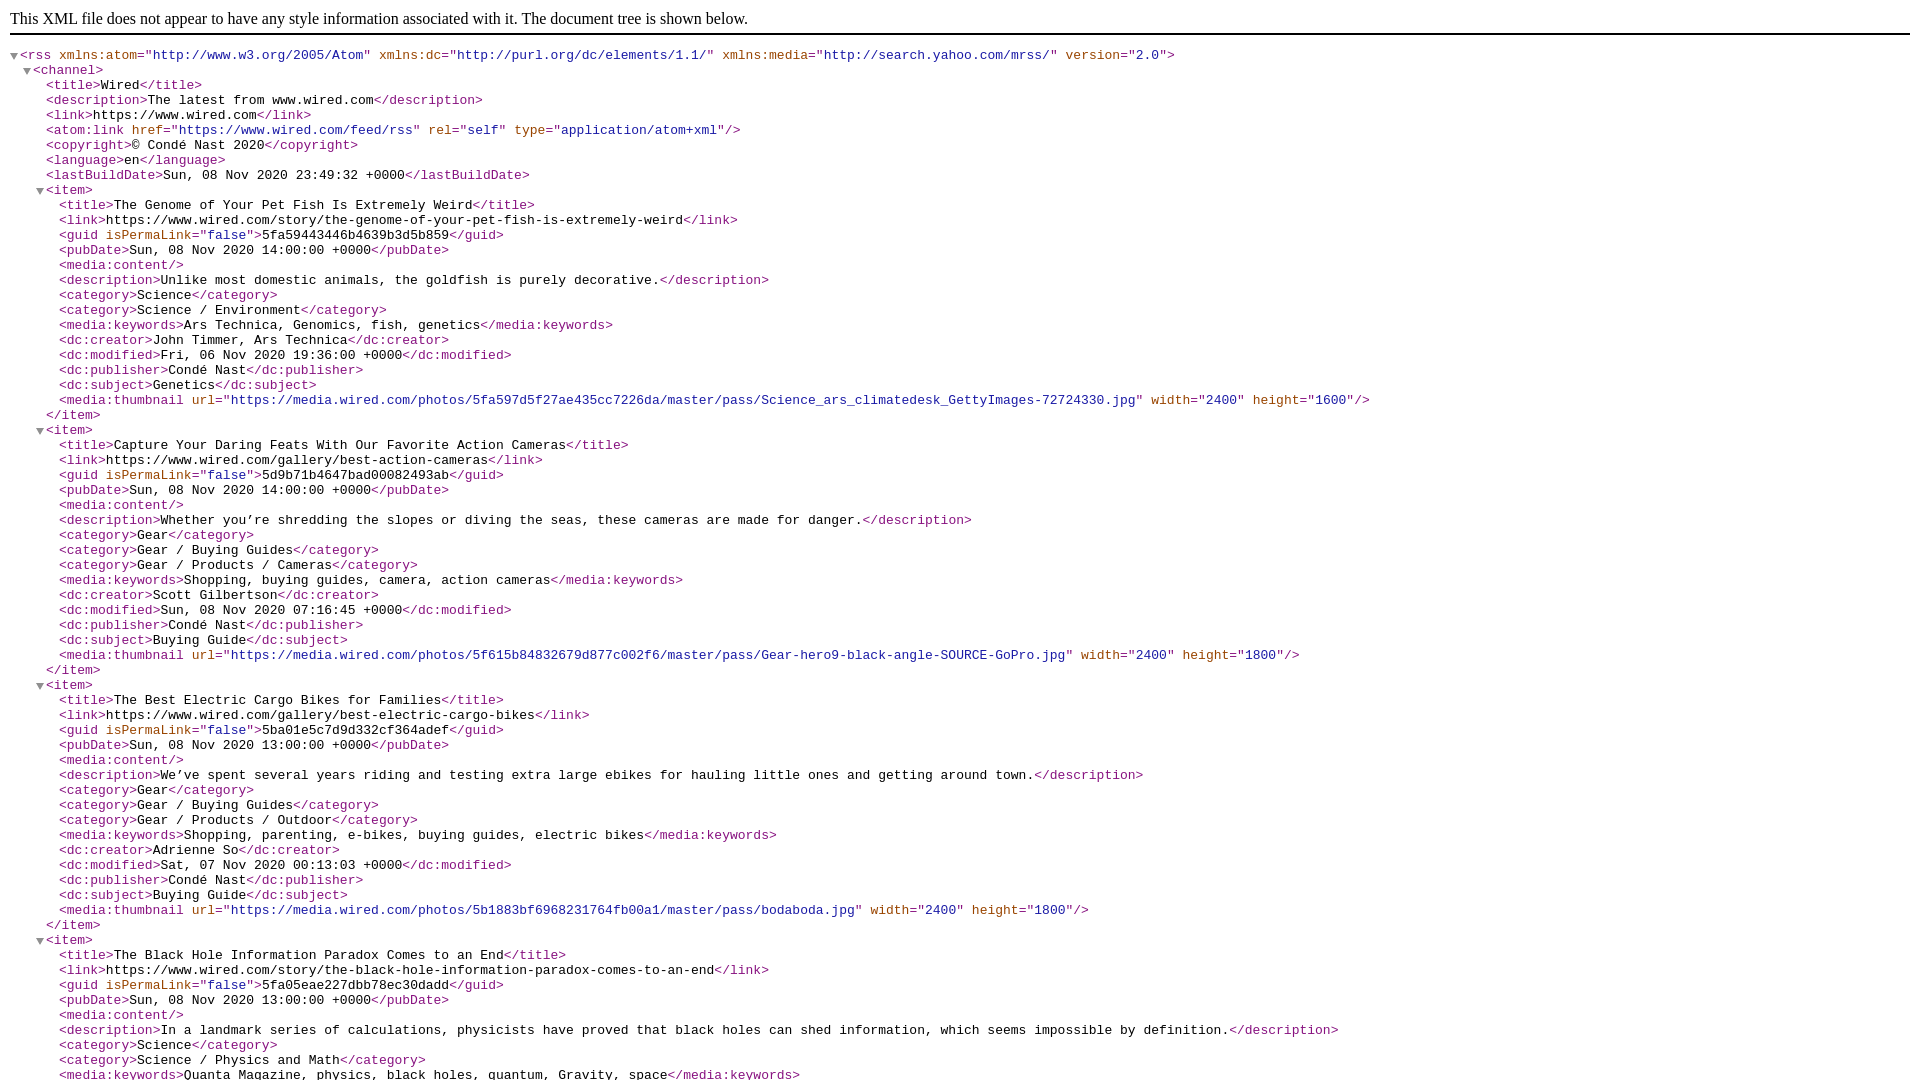 This XML file does not appear to have any style information associated with it. The document tree is shown below.
<rss xmlns:atom="http://www.w3.org/2005/Atom" xmlns:dc="http://purl.org/dc/elements/1.1/" xmlns:media="http://search.yahoo.com/mrss/" version="2.0">
<channel>
<title>Wired</title>
<description>The latest from www.wired.com</description>
<link>https://www.wired.com</link>
<atom:link href="https://www.wired.com/feed/rss" rel="self" type="application/atom+xml"/>
<copyright>© Condé Nast 2020</copyright>
<language>en</language>
<lastBuildDate>Sun, 08 Nov 2020 23:49:32 +0000</lastBuildDate>
<item>
<title>The Genome of Your Pet Fish Is Extremely Weird</title>
<link>https://www.wired.com/story/the-genome-of-your-pet-fish-is-extremely-weird</link>
<guid isPermaLink="false">5fa59443446b4639b3d5b859</guid>
<pubDate>Sun, 08 Nov 2020 14:00:00 +0000</pubDate>
<media:content/>
<description>Unlike most domestic animals, the goldfish is purely decorative.</description>
<category>Science</category>
<category>Science / Environment</category>
<media:keywords>Ars Technica, Genomics, fish, genetics</media:keywords>
<dc:creator>John Timmer, Ars Technica</dc:creator>
<dc:modified>Fri, 06 Nov 2020 19:36:00 +0000</dc:modified>
<dc:publisher>Condé Nast</dc:publisher>
<dc:subject>Genetics</dc:subject>
<media:thumbnail url="https://media.wired.com/photos/5fa597d5f27ae435cc7226da/master/pass/Science_ars_climatedesk_GettyImages-72724330.jpg" width="2400" height="1600"/>
</item>
<item>
<title>Capture Your Daring Feats With Our Favorite Action Cameras</title>
<link>https://www.wired.com/gallery/best-action-cameras</link>
<guid isPermaLink="false">5d9b71b4647bad00082493ab</guid>
<pubDate>Sun, 08 Nov 2020 14:00:00 +0000</pubDate>
<media:content/>
<description>Whether you’re shredding the slopes or diving the seas, these cameras are made for danger.</description>
<category>Gear</category>
<category>Gear / Buying Guides</category>
<category>Gear / Products / Cameras</category>
<media:keywords>Shopping, buying guides, camera, action cameras</media:keywords>
<dc:creator>Scott Gilbertson</dc:creator>
<dc:modified>Sun, 08 Nov 2020 07:16:45 +0000</dc:modified>
<dc:publisher>Condé Nast</dc:publisher>
<dc:subject>Buying Guide</dc:subject>
<media:thumbnail url="https://media.wired.com/photos/5f615b84832679d877c002f6/master/pass/Gear-hero9-black-angle-SOURCE-GoPro.jpg" width="2400" height="1800"/>
</item>
<item>
<title>The Best Electric Cargo Bikes for Families</title>
<link>https://www.wired.com/gallery/best-electric-cargo-bikes</link>
<guid isPermaLink="false">5ba01e5c7d9d332cf364adef</guid>
<pubDate>Sun, 08 Nov 2020 13:00:00 +0000</pubDate>
<media:content/>
<description>We’ve spent several years riding and testing extra large ebikes for hauling little ones and getting around town.</description>
<category>Gear</category>
<category>Gear / Buying Guides</category>
<category>Gear / Products / Outdoor</category>
<media:keywords>Shopping, parenting, e-bikes, buying guides, electric bikes</media:keywords>
<dc:creator>Adrienne So</dc:creator>
<dc:modified>Sat, 07 Nov 2020 00:13:03 +0000</dc:modified>
<dc:publisher>Condé Nast</dc:publisher>
<dc:subject>Buying Guide</dc:subject>
<media:thumbnail url="https://media.wired.com/photos/5b1883bf6968231764fb00a1/master/pass/bodaboda.jpg" width="2400" height="1800"/>
</item>
<item>
<title>The Black Hole Information Paradox Comes to an End</title>
<link>https://www.wired.com/story/the-black-hole-information-paradox-comes-to-an-end</link>
<guid isPermaLink="false">5fa05eae227dbb78ec30dadd</guid>
<pubDate>Sun, 08 Nov 2020 13:00:00 +0000</pubDate>
<media:content/>
<description>In a landmark series of calculations, physicists have proved that black holes can shed information, which seems impossible by definition.</description>
<category>Science</category>
<category>Science / Physics and Math</category>
<media:keywords>Quanta Magazine, physics, black holes, quantum, Gravity, space</media:keywords>